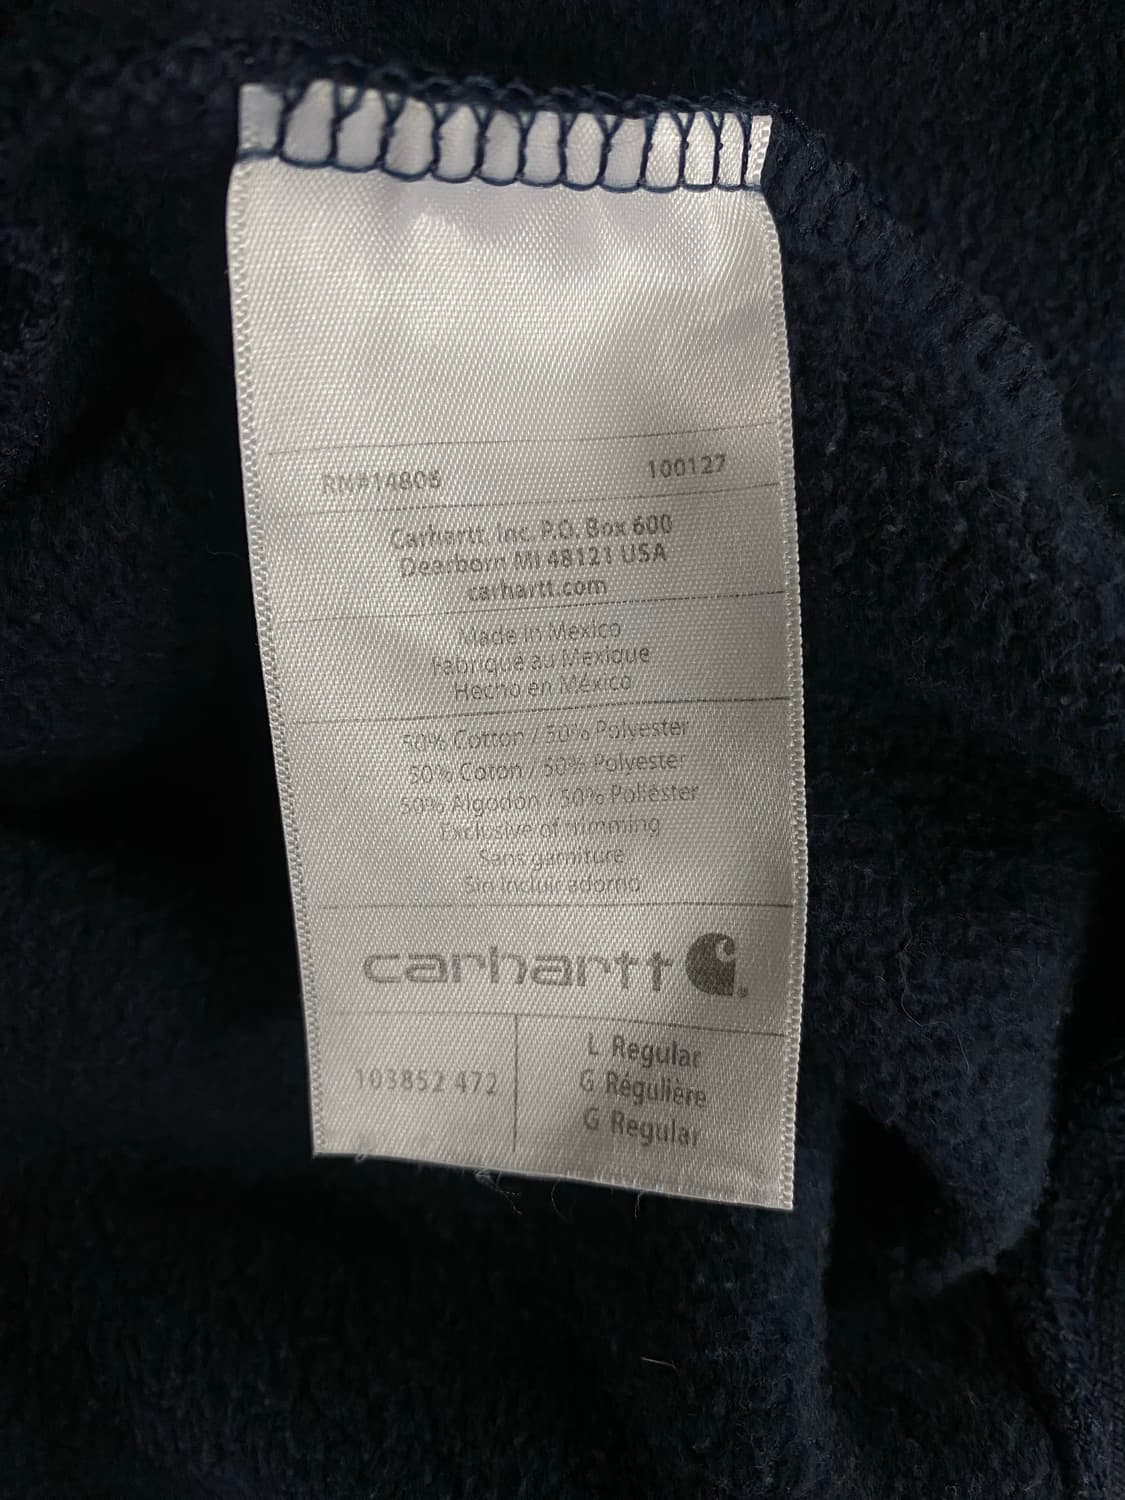 RN#14806 100127
Carhartt, Inc. P.O. Box 600
Dearborn MI 48121 USA
carhartt.com
Made in Mexico
Fabriqué au Mexique
Hecho en México
50% Cotton / 50% Polyester
50% Coton / 50% Polyester
50% Algodón / 50% Poliéster
Exclusive of trimming
Sans garniture
Sin incluir adorno
carhartt
103852 472
L Regular
G Régulière
G Regular